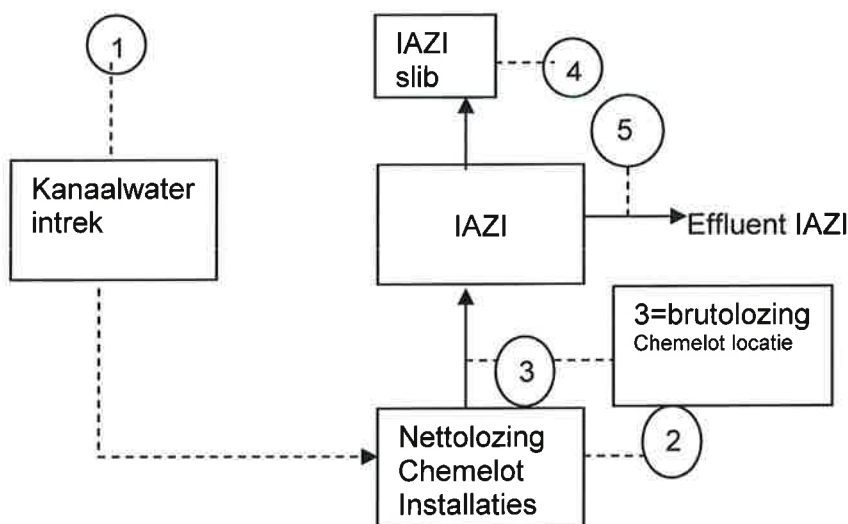 1
IAZI
slib
4
5
Kanaalwater
intrek
IAZI
Effluent IAZI
3=brutolozing
Chemelot locatie
3
Nettolozing
Chemelot
Installaties
2